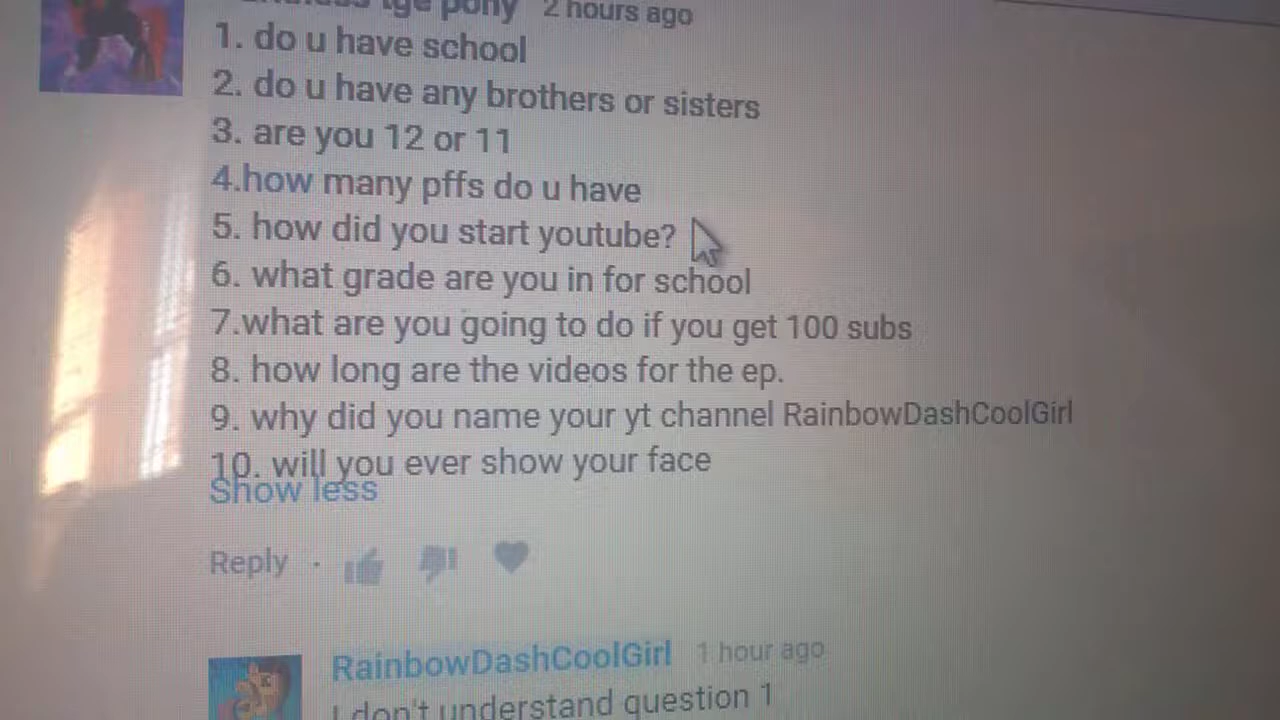 tge pony 2 hours ago
1. do u have school
2. do u have any brothers or sisters
3. are you 12 or 11
4.how many pffs do u have
5. how did you start youtube?
6. what grade are you in for school
7.what are you going to do if you get 100 subs
8. how long are the videos for the ep.
9. why did you name your yt channel RainbowDashCoolGirl
10. will you ever show your face
Show less
Reply ·
RainbowDashCoolGirl 1 hour ago
I don't understand question 1